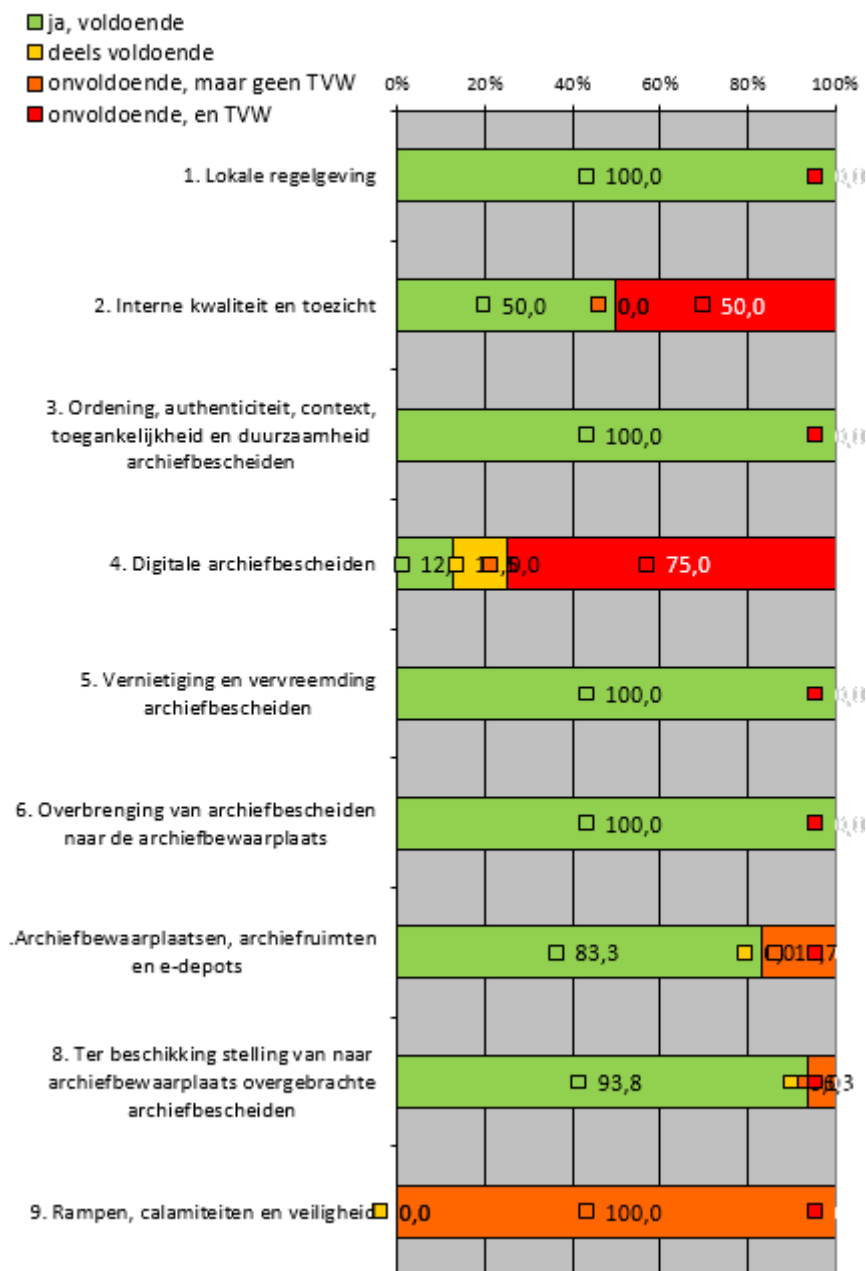 ja, voldoende
deels voldoende
onvoldoende, maar geen TVW
onvoldoende, en TVW
0% 20% 40% 60% 80% 100%
1. Lokale regelgeving
100,0
2. Interne kwaliteit en toezicht
50,0 0,0 50,0
3. Ordening, authenticiteit, context,
toegankelijkheid en duurzaamheid
archiefbescheiden
100,0
4. Digitale archiefbescheiden
75,0
5. Vernietiging en vervreemding
archiefbescheiden
100,0
6. Overbrenging van archiefbescheiden
naar de archiefbewaarplaats
100,0
.Archiefbewaarplaatsen, archiefruimten
en e-depots
83,3
8. Ter beschikking stelling van naar
archiefbewaarplaats overgebrachte
archiefbescheiden
93,8
9. Rampen, calamiteiten en veiligheid
0,0 100,0